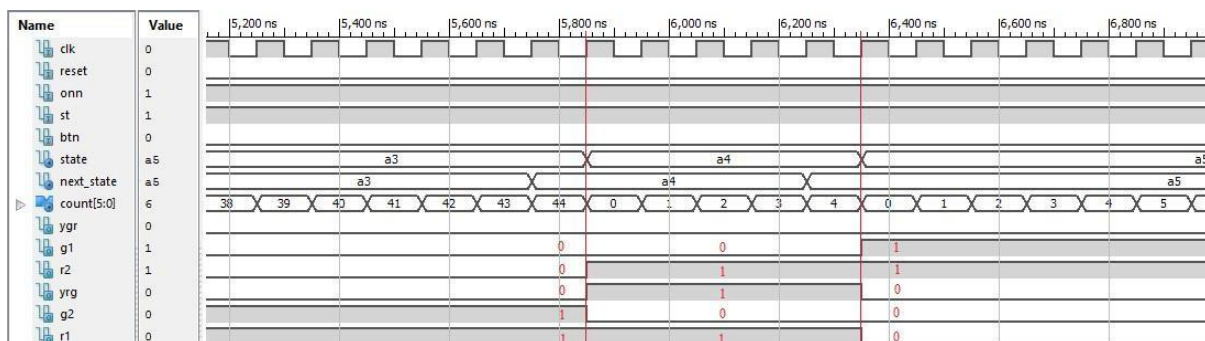 Name Value 5,200 ns 5,400 ns 5,600 ns 5,800 ns 6,000 ns 6,200 ns 6,400 ns 6,600 ns 6,800 ns
clk 0
reset 0
onn 1
st 1
btn 0
state a5 a3 a4 a5
next_state a5 a3 a4 a5
count[5:0] 6 38 39 40 41 42 43 44 0 1 2 3 4 0 1 2 3 4 5
ygr 0
g1 1 0 0 1
r2 1 0 1 1
yrg 0 0 1 0
g2 0 1 0 0
r1 0 1 1 0